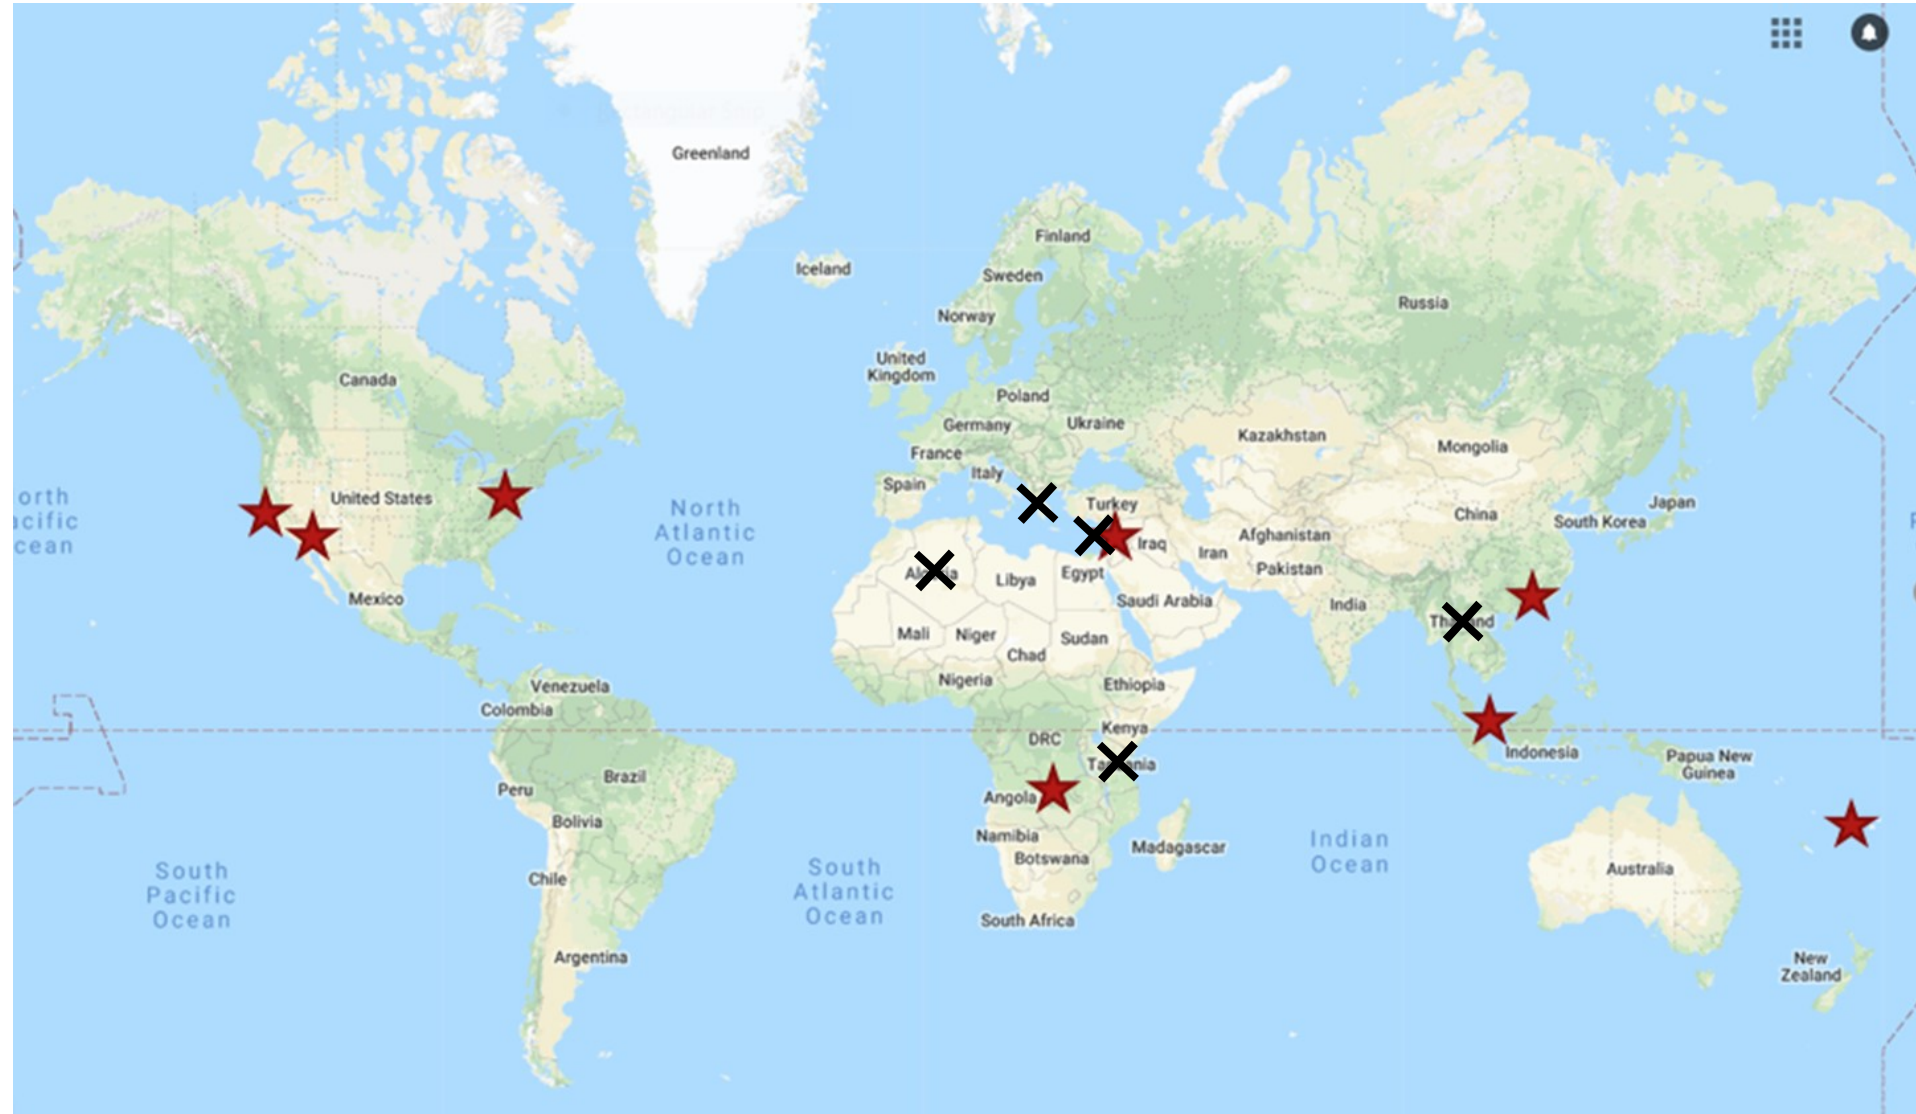 Greenland
Iceland
Finland
Sweden
Norway
Russia
United
Kingdom
Canada
Poland
Germany
Ukraine
France
Kazakhstan
Mongolia
Italy
Spain
United States
Turkey
Japan
China
South Korea
orth
acific
cean
North
Atlantic
Ocean
Afghanistan
Iraq
Iran
Pakistan
Libya
Egypt
Mexico
Saudi Arabia
India
Mali
Niger
Sudan
Chad
Nigeria
Ethiopia
Venezuela
Colombia
Kenya
DRC
Indonesia
Papua New
Guinea
Brazil
Peru
Angola
Bolivia
Namibia
Botswana
Madagascar
Indian
Ocean
South
Pacific
Ocean
South
Atlantic
Ocean
Chile
Australia
South Africa
Argentina
New
Zealand